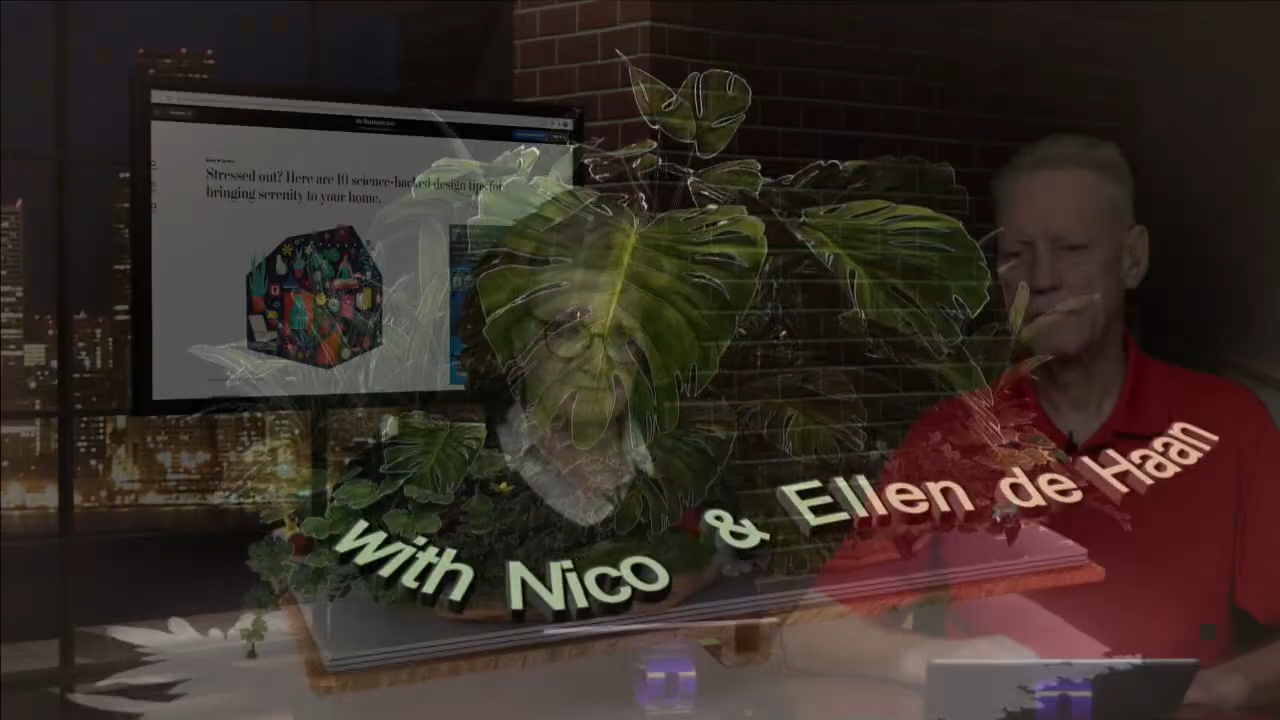 Stressed out? Here are 10 science-backed design tips for
bringing serenity to your home.
with Nico & Ellen de Haan